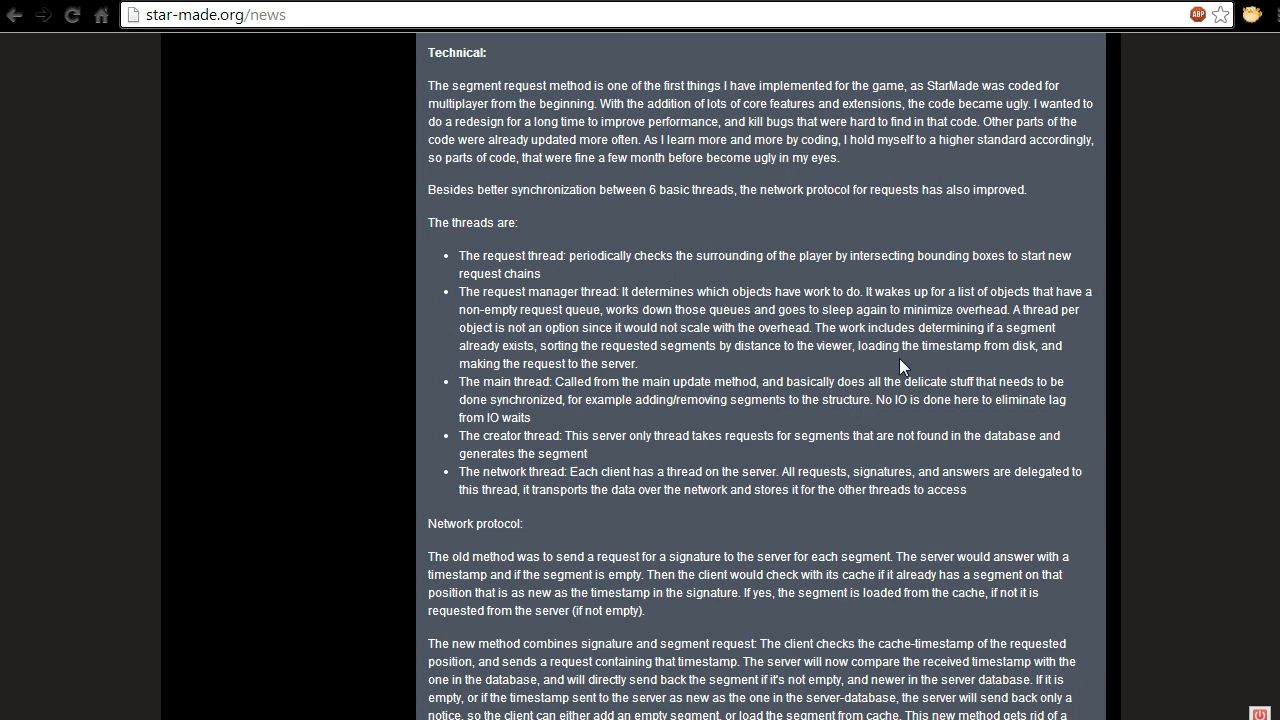 star-made.org/news
ABP
Technical:
The segment request method is one of the first things I have implemented for the game, as StarMade was coded for
multiplayer from the beginning. With the addition of lots of core features and extensions, the code became ugly. I wanted to
do a redesign for a long time to improve performance, and kill bugs that were hard to find in that code. Other parts of the
code were already updated more often. As I learn more and more by coding, I hold myself to a higher standard accordingly,
so parts of code, that were fine a few month before become ugly in my eyes.
Besides better synchronization between 6 basic threads, the network protocol for requests has also improved.
The threads are:
• The request thread: periodically checks the surrounding of the player by intersecting bounding boxes to start new
request chains
• The request manager thread: It determines which objects have work to do. It wakes up for a list of objects that have a
non-empty request queue, works down those queues and goes to sleep again to minimize overhead. A thread per
object is not an option since it would not scale with the overhead. The work includes determining if a segment
already exists, sorting the requested segments by distance to the viewer, loading the timestamp from disk, and
making the request to the server.
• The main thread: Called from the main update method, and basically does all the delicate stuff that needs to be
done synchronized, for example adding/removing segments to the structure. No IO is done here to eliminate lag
from IO waits
• The creator thread: This server only thread takes requests for segments that are not found in the database and
generates the segment
• The network thread: Each client has a thread on the server. All requests, signatures, and answers are delegated to
this thread, it transports the data over the network and stores it for the other threads to access
Network protocol:
The old method was to send a request for a signature to the server for each segment. The server would answer with a
timestamp and if the segment is empty. Then the client would check with its cache if it already has a segment on that
position that is as new as the timestamp in the signature. If yes, the segment is loaded from the cache, if not it is
requested from the server (if not empty).
The new method combines signature and segment request: The client checks the cache-timestamp of the requested
position, and sends a request containing that timestamp. The server will now compare the received timestamp with the
one in the database, and will directly send back the segment if it's not empty, and newer in the server database. If it is
empty, or if the timestamp sent to the server as new as the one in the server-database, the server will send back only a
notice, so the client can either add an empty segment, or load the segment from cache. This new method gets rid of a